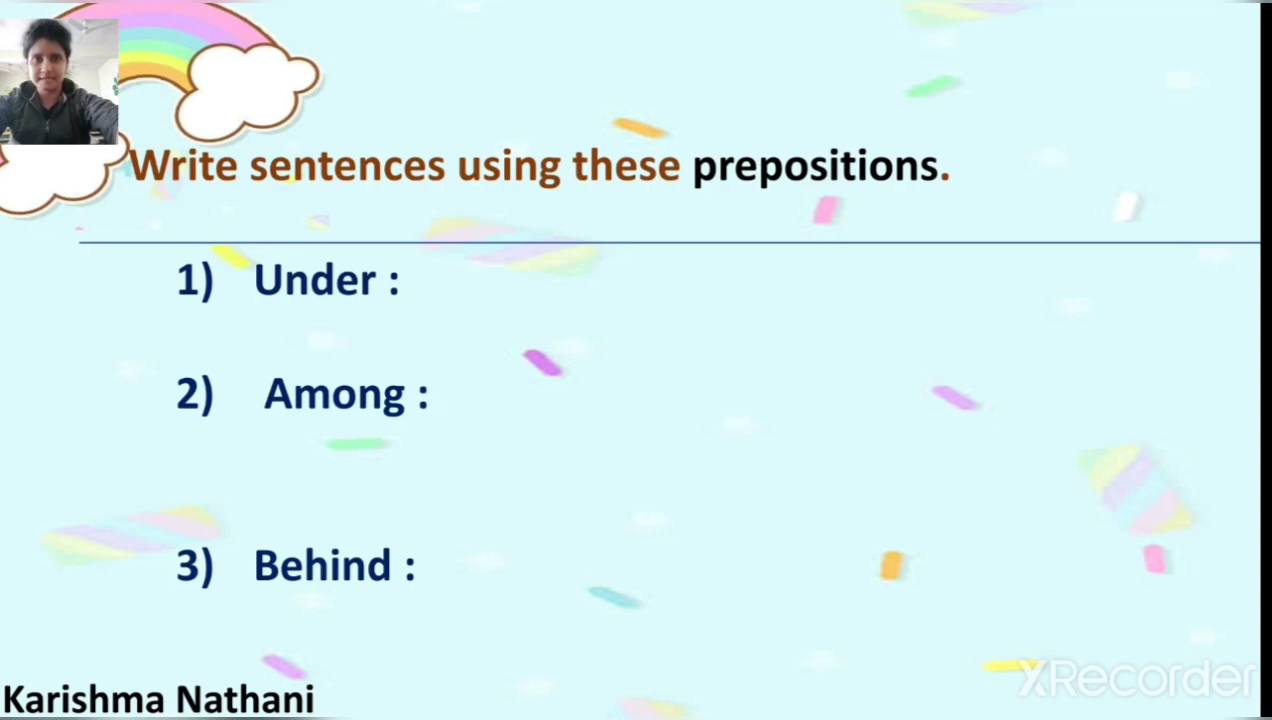 Write sentences using these prepositions.
1) Under :
2) Among :
3) Behind :
Karishma Nathani
XRecorder